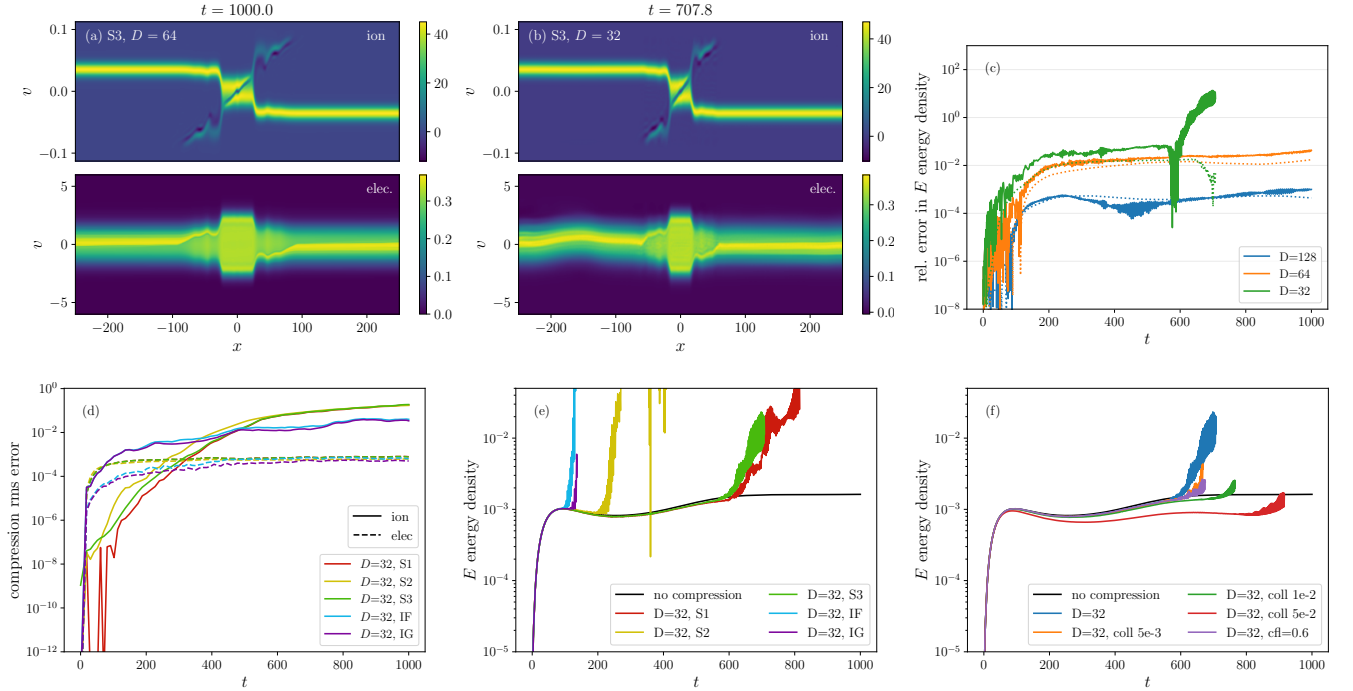 t = 1000.0
(a) S3, D = 64
ion
0.1
0.0
−0.1
v
40
20
0
elec.
5
0
−5
v
0.3
0.2
0.1
0.0
−200
−100
0
100
200
x
t = 707.8
(b) S3, D = 32
ion
0.1
0.0
−0.1
v
40
20
0
elec.
5
0
−5
v
0.3
0.2
0.1
0.0
−200
−100
0
100
200
x
(c)
rel. error in E energy density
10^2
10^0
10^−2
10^−4
10^−6
10^−8
D=128
D=64
D=32
0
200
400
600
800
1000
t
(d)
compression rms error
10^0
10^−2
10^−4
10^−6
10^−8
10^−10
10^−12
ion
elec
D=32, S1
D=32, S2
D=32, S3
D=32, IF
D=32, IG
0
200
400
600
800
1000
t
(e)
E energy density
10^−2
10^−3
10^−4
10^−5
no compression
D=32, S1
D=32, S2
D=32, S3
D=32, IF
D=32, IG
0
200
400
600
800
1000
t
(f)
E energy density
10^−2
10^−3
10^−4
10^−5
no compression
D=32
D=32, coll 5e-3
D=32, coll 1e-2
D=32, coll 5e-2
D=32, cfl=0.6
0
200
400
600
800
1000
t